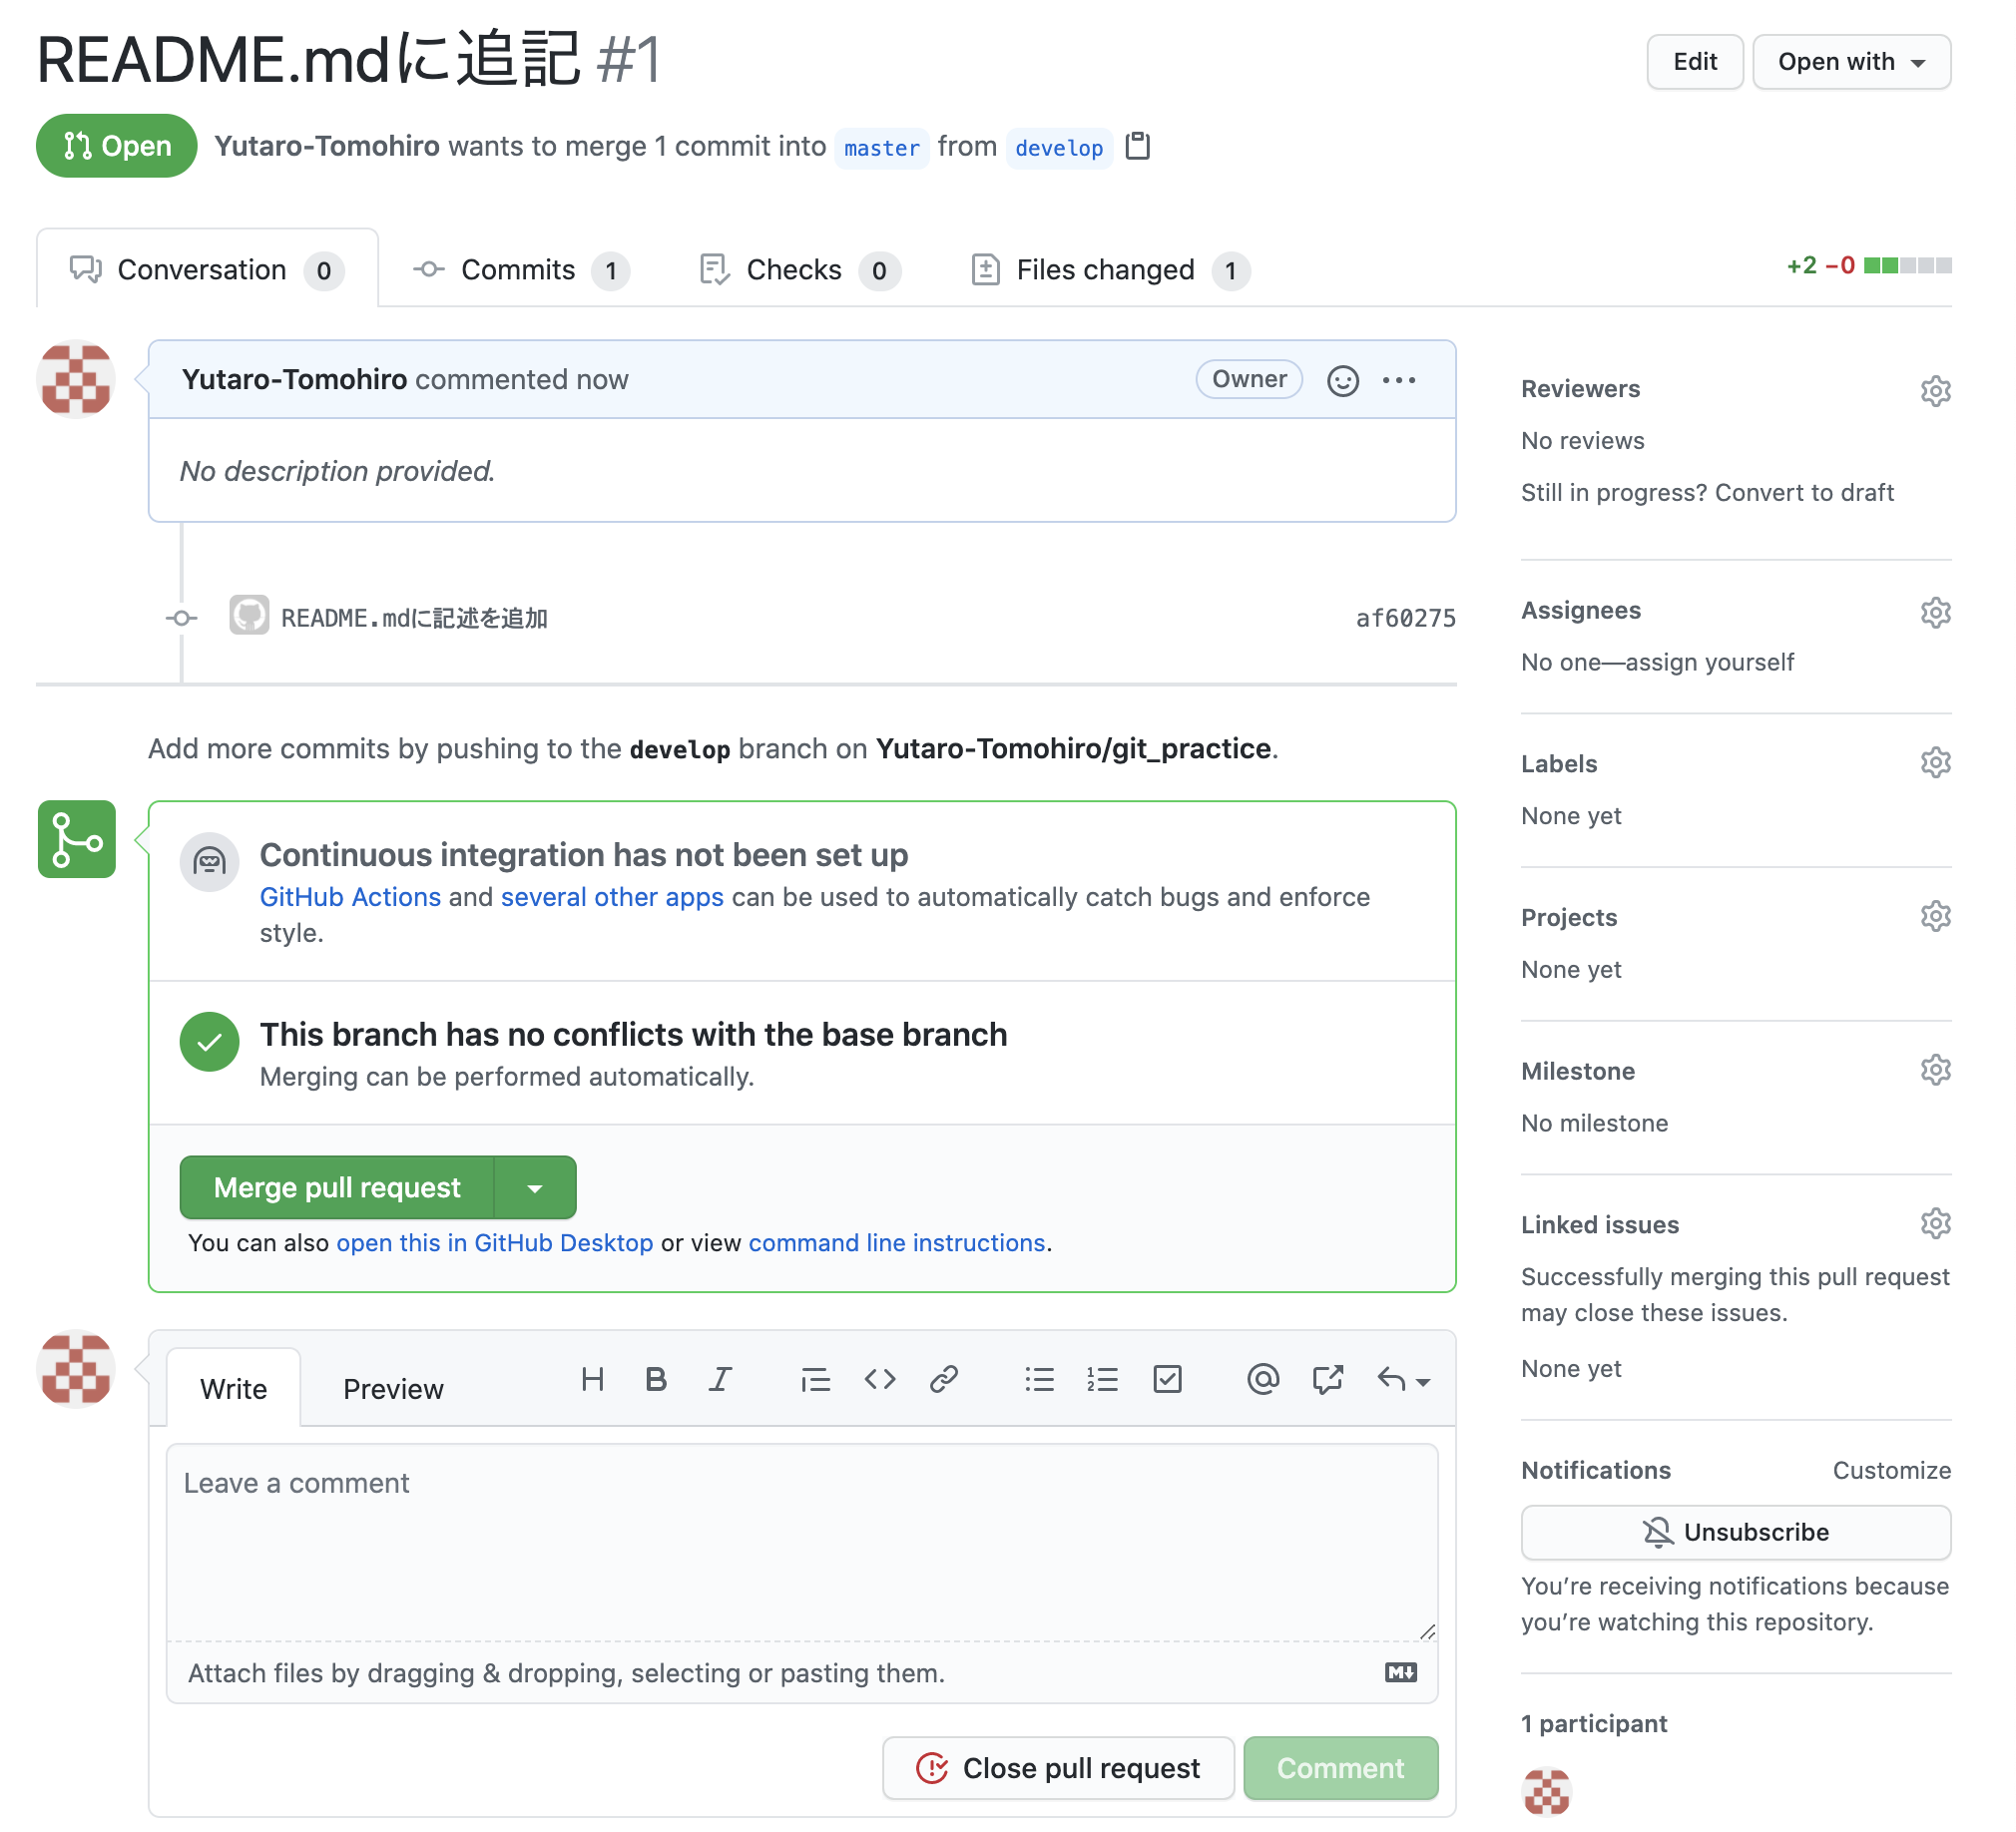 README.mdに追記 #1
Edit
Open with
Open
Yutaro-Tomohiro wants to merge 1 commit into master from develop
Conversation 0
Commits 1
Checks 0
Files changed 1
+2 −0
Yutaro-Tomohiro commented now
Owner
No description provided.
README.mdに記述を追加
af60275
Add more commits by pushing to the develop branch on Yutaro-Tomohiro/git_practice.
Continuous integration has not been set up
GitHub Actions and several other apps can be used to automatically catch bugs and enforce
style.
This branch has no conflicts with the base branch
Merging can be performed automatically.
Merge pull request
You can also open this in GitHub Desktop or view command line instructions.
Write
Preview
Leave a comment
Attach files by dragging & dropping, selecting or pasting them.
Close pull request
Comment
Reviewers
No reviews
Still in progress? Convert to draft
Assignees
No one—assign yourself
Labels
None yet
Projects
None yet
Milestone
No milestone
Linked issues
Successfully merging this pull request
may close these issues.
None yet
Notifications
Customize
Unsubscribe
You’re receiving notifications because
you’re watching this repository.
1 participant